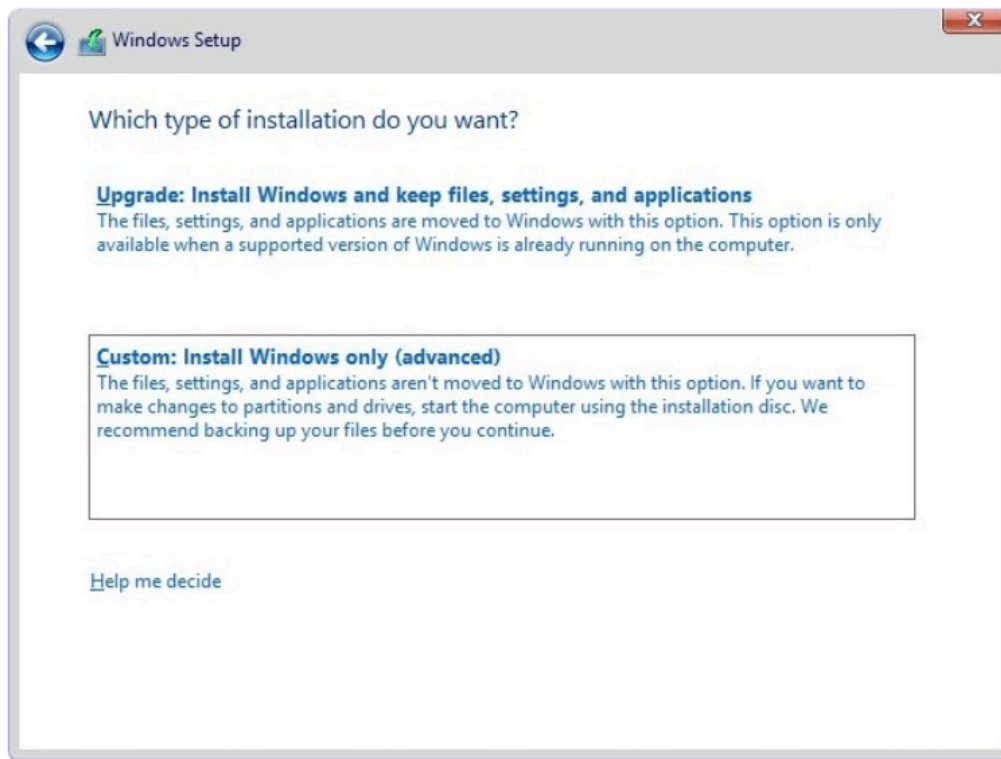 Windows Setup
Which type of installation do you want?
Upgrade: Install Windows and keep files, settings, and applications
The files, settings, and applications are moved to Windows with this option. This option is only
available when a supported version of Windows is already running on the computer.
Custom: Install Windows only (advanced)
The files, settings, and applications aren't moved to Windows with this option. If you want to
make changes to partitions and drives, start the computer using the installation disc. We
recommend backing up your files before you continue.
Help me decide